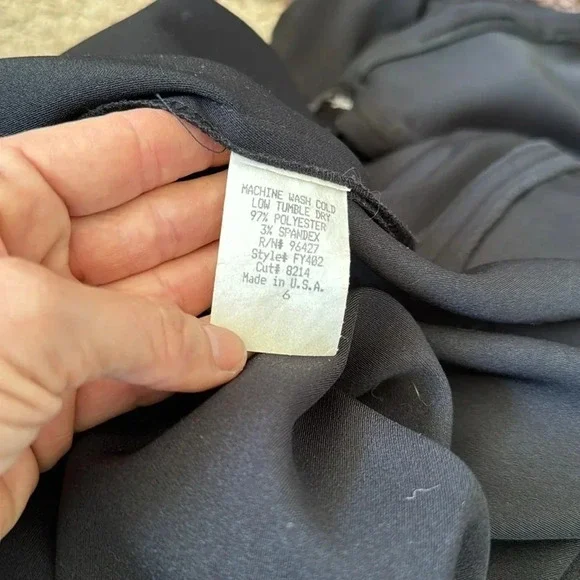 MACHINE WASH COLD
LOW TUMBLE DRY
97% POLYESTER
3% SPANDEX
R/N# 96427
Style# FY402
Cut# 8214
Made in U.S.A.
6